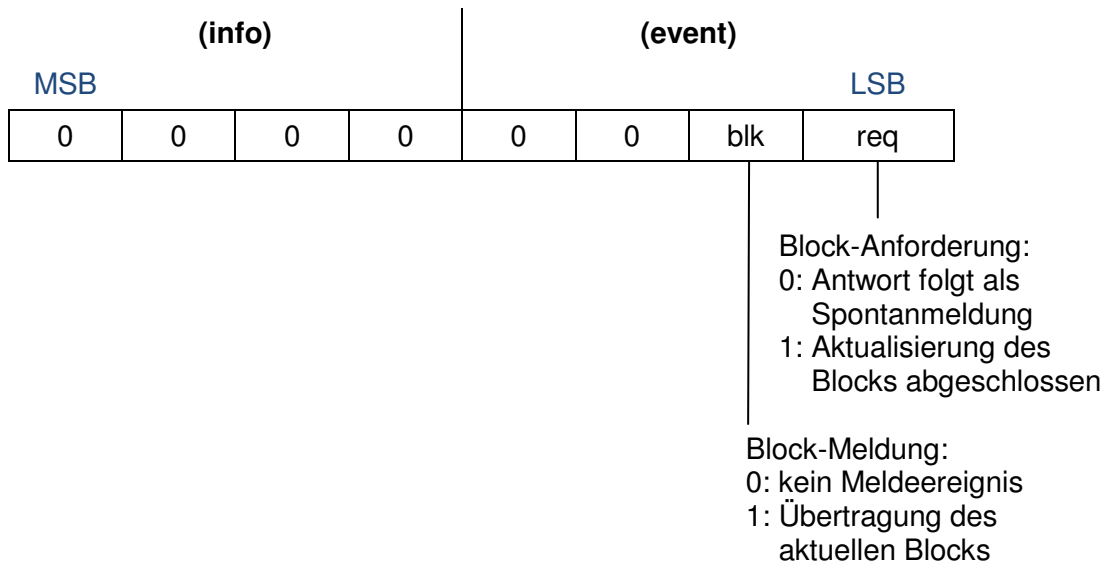 (info) (event)
MSB LSB
0 0 0 0 0 0 blk req
Block-Anforderung:
0: Antwort folgt als
Spontanmeldung
1: Aktualisierung des
Blocks abgeschlossen
Block-Meldung:
0: kein Meldeereignis
1: Übertragung des
aktuellen Blocks